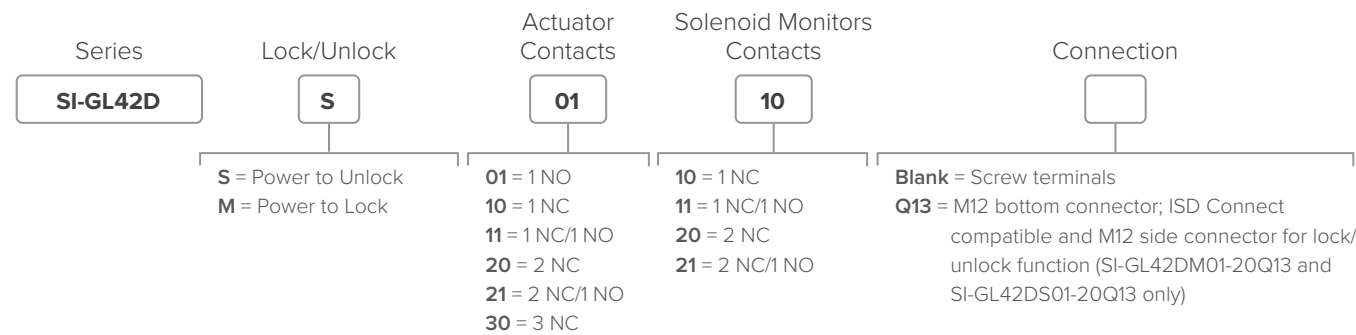 Series
Lock/Unlock
Actuator
Contacts
Solenoid Monitors
Contacts
Connection
SI-GL42D
S
01
10
S = Power to Unlock
M = Power to Lock
01 = 1 NO
10 = 1 NC
11 = 1 NC/1 NO
20 = 2 NC
21 = 2 NC/1 NO
30 = 3 NC
10 = 1 NC
11 = 1 NC/1 NO
20 = 2 NC
21 = 2 NC/1 NO
Blank = Screw terminals
Q13 = M12 bottom connector; ISD Connect
compatible and M12 side connector for lock/
unlock function (SI-GL42DM01-20Q13 and
SI-GL42DS01-20Q13 only)